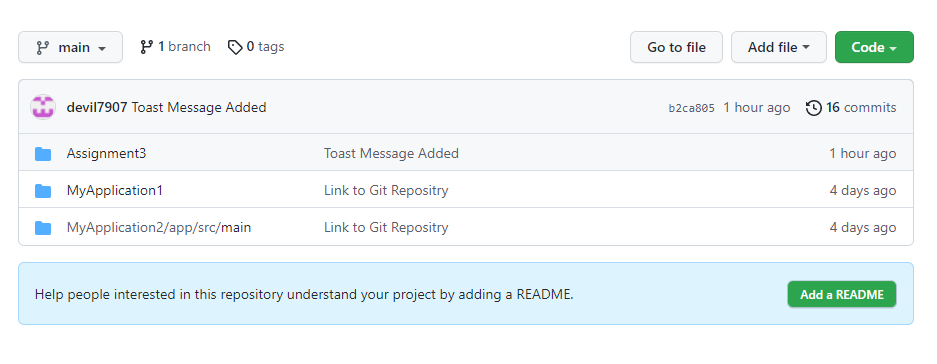 main 1 branch 0 tags Go to file Add file Code
devil7907 Toast Message Added b2ca805 1 hour ago 16 commits
Assignment3 Toast Message Added 1 hour ago
MyApplication1 Link to Git Repositry 4 days ago
MyApplication2/app/src/main Link to Git Repositry 4 days ago
Help people interested in this repository understand your project by adding a README. Add a README